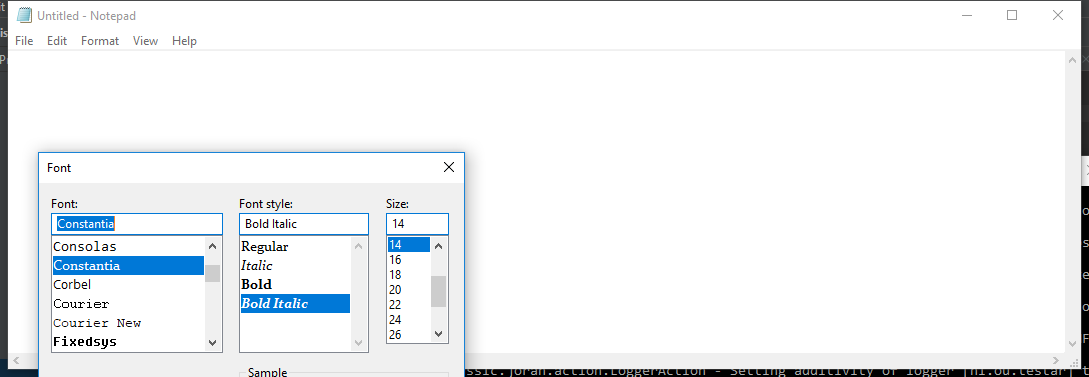 Untitled - Notepad
File Edit Format View Help
Font
Font: Font style: Size:
Constantia Bold Italic 14
Consolas Regular 14
Constantia Italic 16
Corbel Bold 18
Courier Bold Italic 20
Courier New 22
Fixedsys 24
26
Sample
ssic.joran.action.LoggerAction - Setting additivity of logger [nl.ou.testar] t